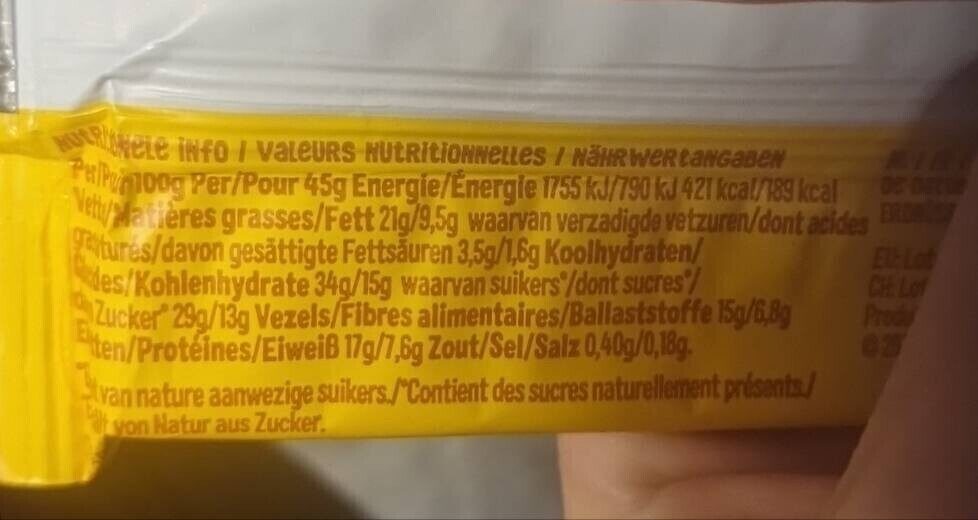 NUTRITIONELE INFO / VALEURS NUTRITIONNELLES / NÄHRWERTANGABEN
100g Per/Pour 45g Energie/Énergie 1755 kJ/790 kJ 421 kcal/189 kcal
Matières grasses/Fett 21g/9,5g waarvan verzadigde vetzuren/dont acides
/davon gesättigte Fettsäuren 3,5g/1,6g Koolhydraten/
/Kohlenhydrate 34g/15g waarvan suikers*/dont sucres*/
Zucker* 29g/13g Vezels/Fibres alimentaires/Ballaststoffe 15g/6,8g
/Protéines/Eiweiß 17g/7,6g Zout/Sel/Salz 0,40g/0,18g.
van nature aanwezige suikers./*Contient des sucres naturellement présents./
von Natur aus Zucker.